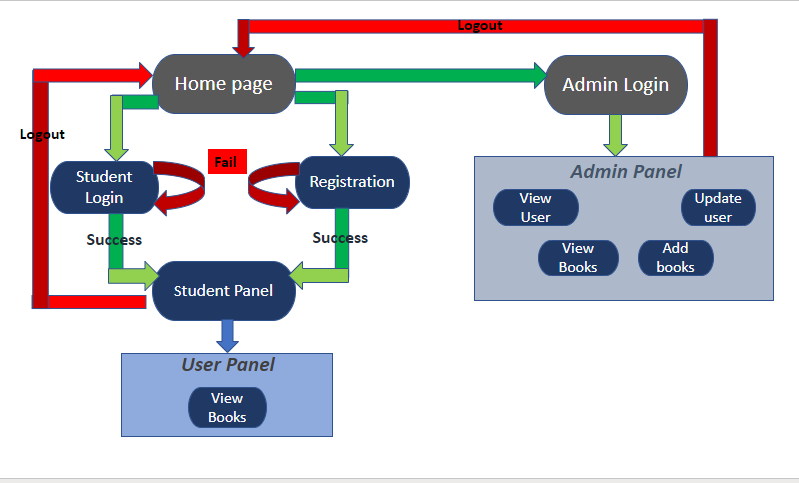 Logout
Home page
Admin Login
Logout
Fail
Student
Login
Registration
Admin Panel
View
User
Update
user
Success
Success
View
Books
Add
books
Student Panel
User Panel
View
Books